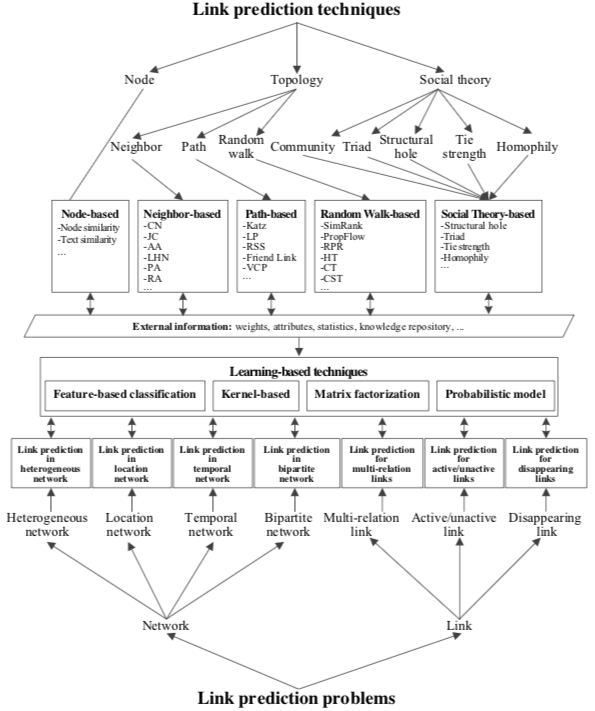 Link prediction techniques
Node
Topology
Social theory
Neighbor
Path
Random
walk
Community
Triad
Structural
hole
Tie
strength
Homophily
Node-based
-Node similarity
-Text similarity
...
Neighbor-based
-CN
-JC
-AA
-LHN
-PA
-RA
...
Path-based
-Katz
-LP
-RSS
-Friend Link
-VCP
...
Random Walk-based
-SimRank
-PropFlow
-RPR
-HT
-CT
-CST
...
Social Theory-based
-Structural hole
-Triad
-Tie strength
-Homophily
...
External information: weights, attributes, statistics, knowledge repository, ...
Learning-based techniques
Feature-based classification
Kernel-based
Matrix factorization
Probabilistic model
Link prediction
in
heterogeneous
network
Link prediction
in
location
network
Link prediction
in
temporal
network
Link prediction
in
bipartite
network
Link prediction
for
multi-relation
links
Link prediction
for
active/unactive
links
Link prediction
for
disappearing
links
Heterogeneous
network
Location
network
Temporal
network
Bipartite
network
Multi-relation
link
Active/unactive
link
Disappearing
link
Network
Link
Link prediction problems